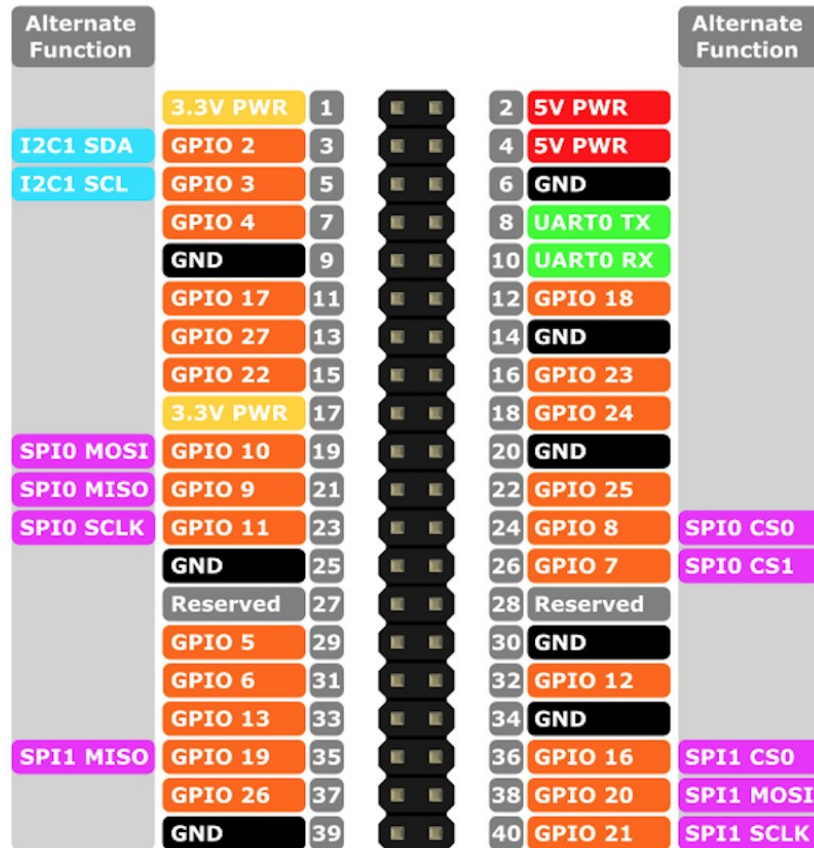 Alternate Function Alternate Function
3.3V PWR 1 2 5V PWR
I2C1 SDA GPIO 2 3 4 5V PWR
I2C1 SCL GPIO 3 5 6 GND
GPIO 4 7 8 UART0 TX
GND 9 10 UART0 RX
GPIO 17 11 12 GPIO 18
GPIO 27 13 14 GND
GPIO 22 15 16 GPIO 23
3.3V PWR 17 18 GPIO 24
SPI0 MOSI GPIO 10 19 20 GND
SPI0 MISO GPIO 9 21 22 GPIO 25
SPI0 SCLK GPIO 11 23 24 GPIO 8 SPI0 CS0
GND 25 26 GPIO 7 SPI0 CS1
Reserved 27 28 Reserved
GPIO 5 29 30 GND
GPIO 6 31 32 GPIO 12
GPIO 13 33 34 GND
SPI1 MISO GPIO 19 35 36 GPIO 16 SPI1 CS0
GPIO 26 37 38 GPIO 20 SPI1 MOSI
GND 39 40 GPIO 21 SPI1 SCLK